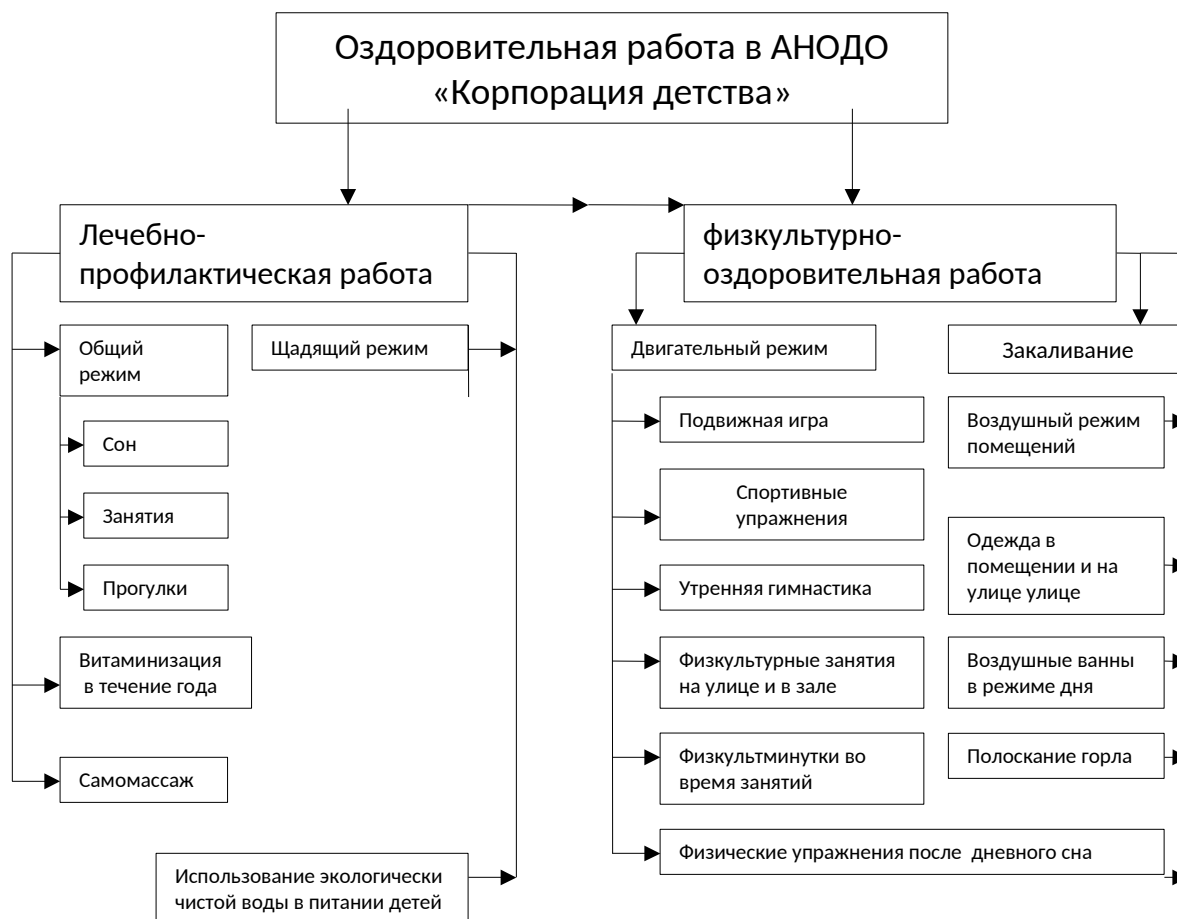 Оздоровительная работа в АНОДО
«Корпорация детства»
Лечебно-
профилактическая работа
физкультурно-
оздоровительная работа
Общий
режим
Щадящий режим
Двигательный режим
Закаливание
Сон
Занятия
Прогулки
Витаминизация
в течение года
Самомассаж
Использование экологически
чистой воды в питании детей
Подвижная игра
Спортивные
упражнения
Утренняя гимнастика
Физкультурные занятия
на улице и в зале
Физкультминутки во
время занятий
Физические упражнения после дневного сна
Воздушный режим
помещений
Одежда в
помещении и на
улице улице
Воздушные ванны
в режиме дня
Полоскание горла